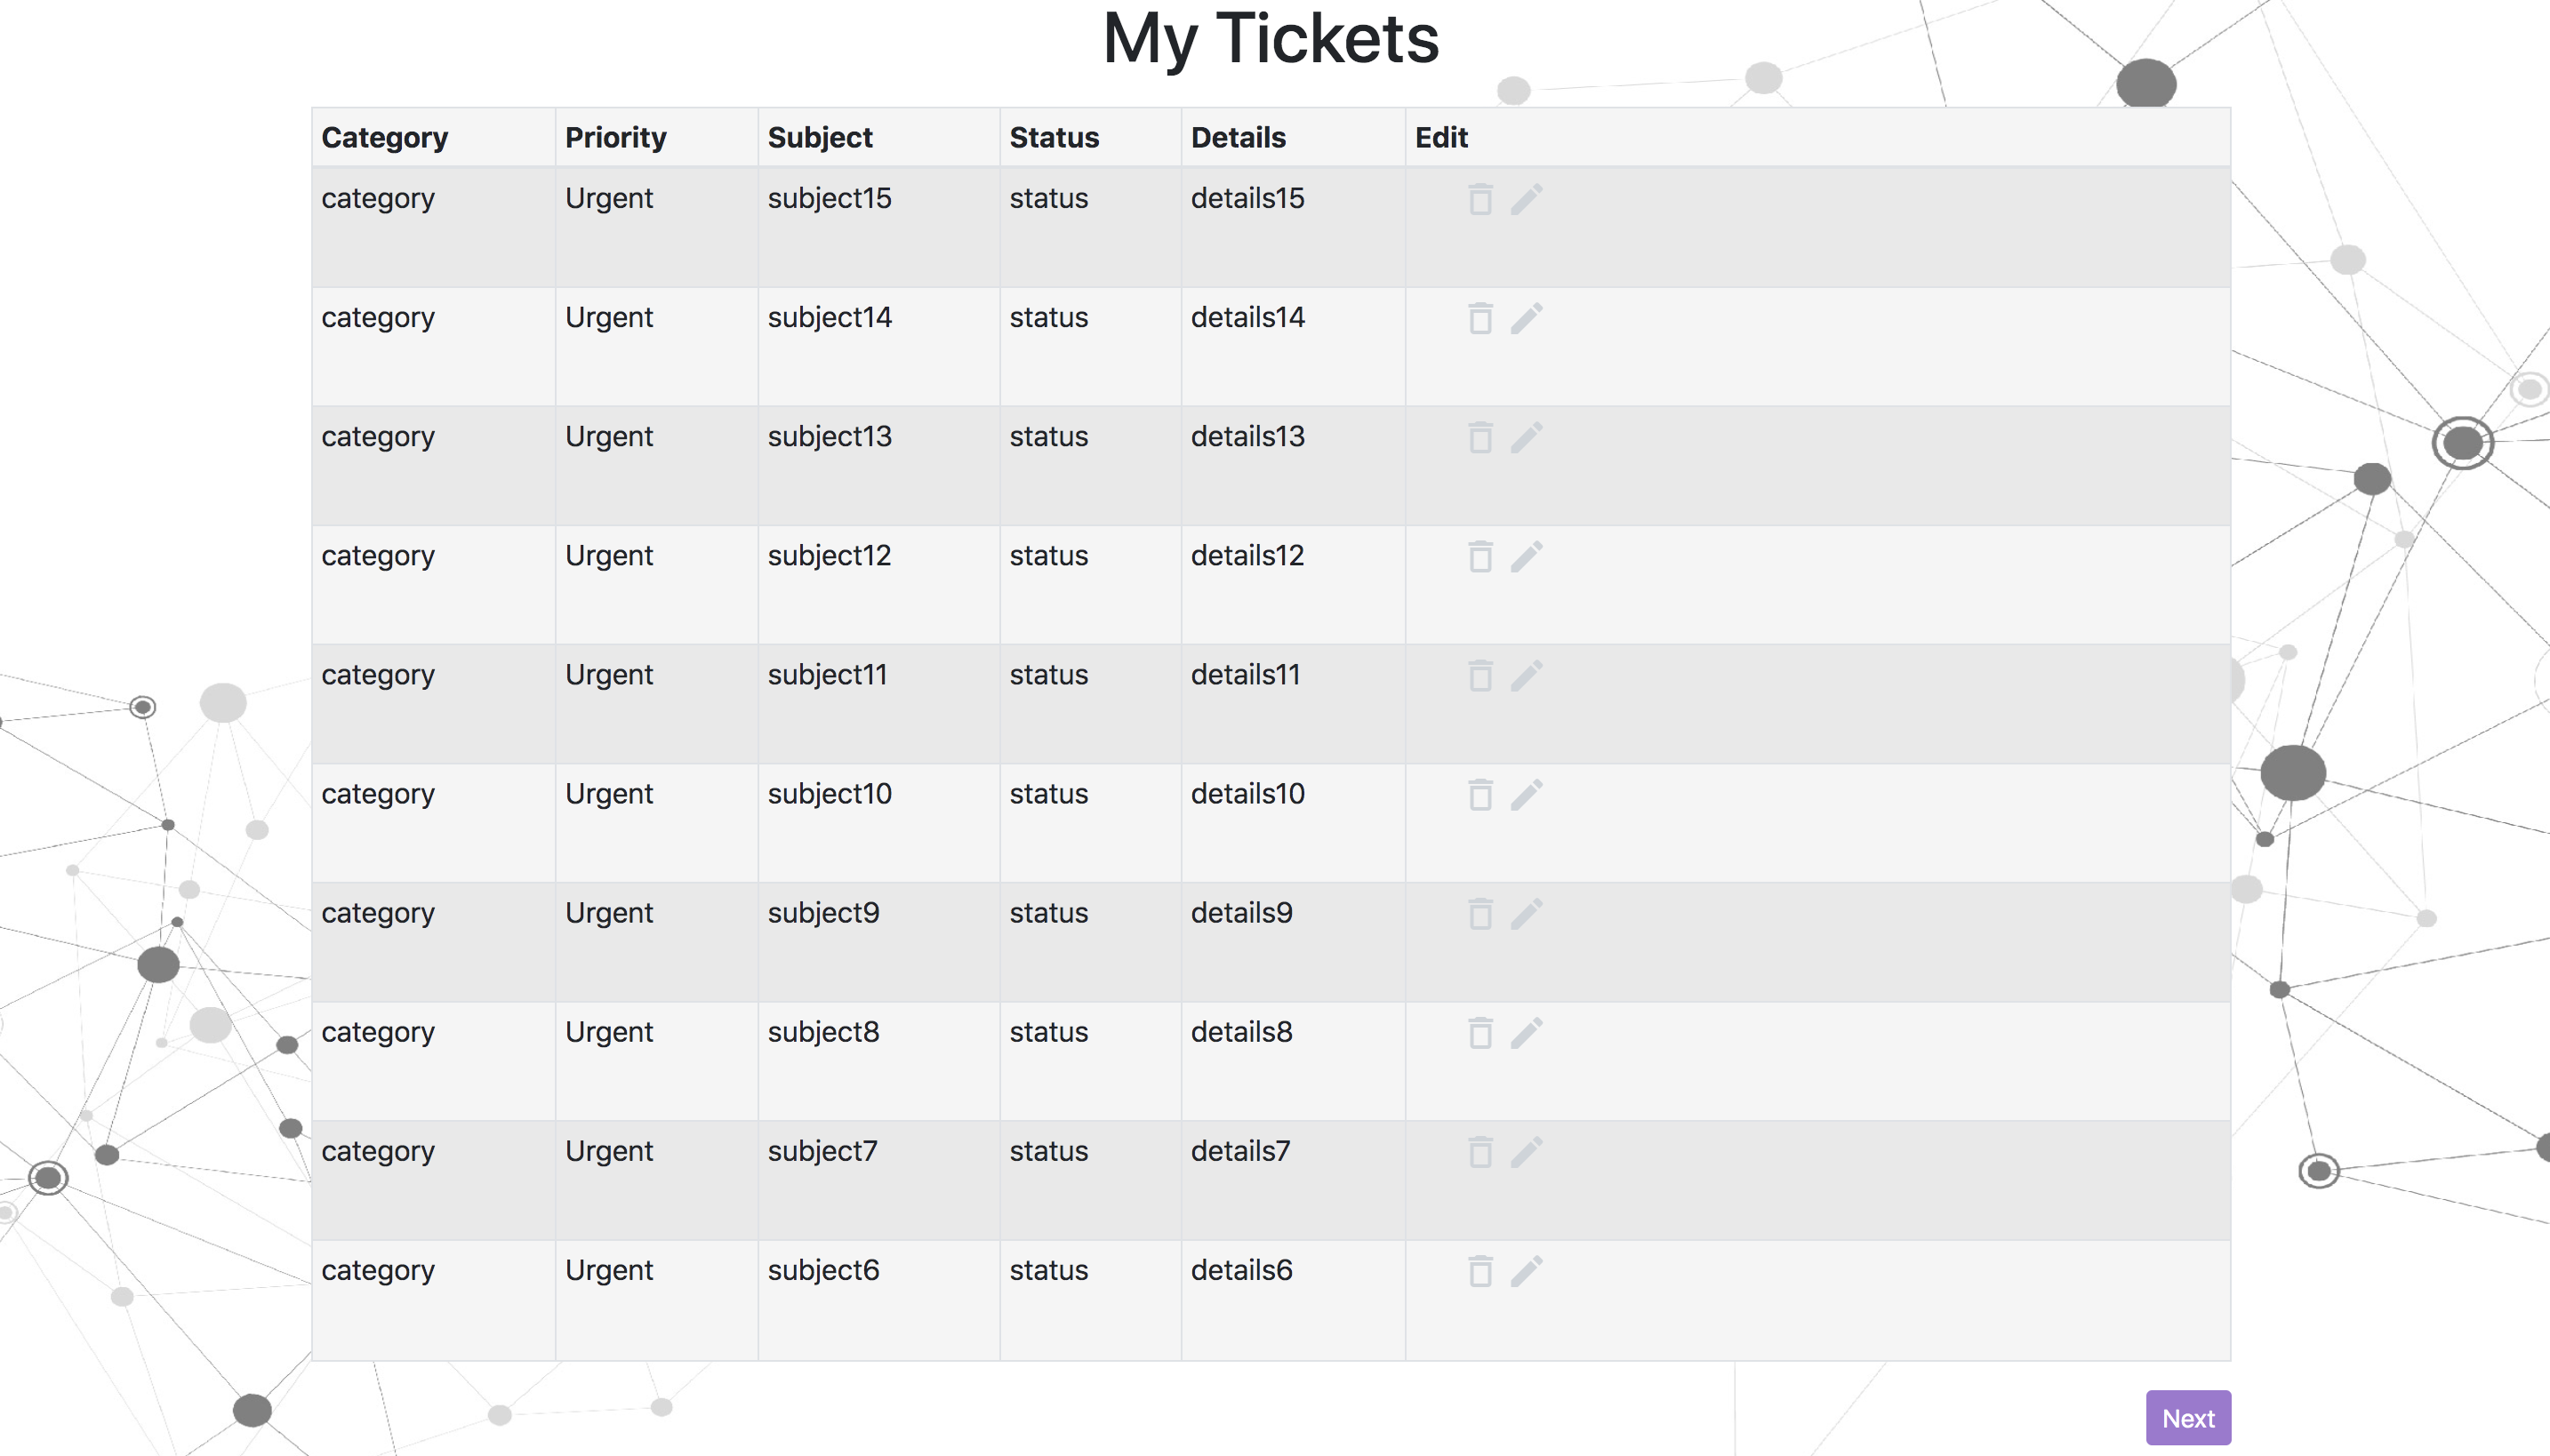 My Tickets
Category Priority Subject Status Details Edit
category Urgent subject15 status details15
category Urgent subject14 status details14
category Urgent subject13 status details13
category Urgent subject12 status details12
category Urgent subject11 status details11
category Urgent subject10 status details10
category Urgent subject9 status details9
category Urgent subject8 status details8
category Urgent subject7 status details7
category Urgent subject6 status details6
Next